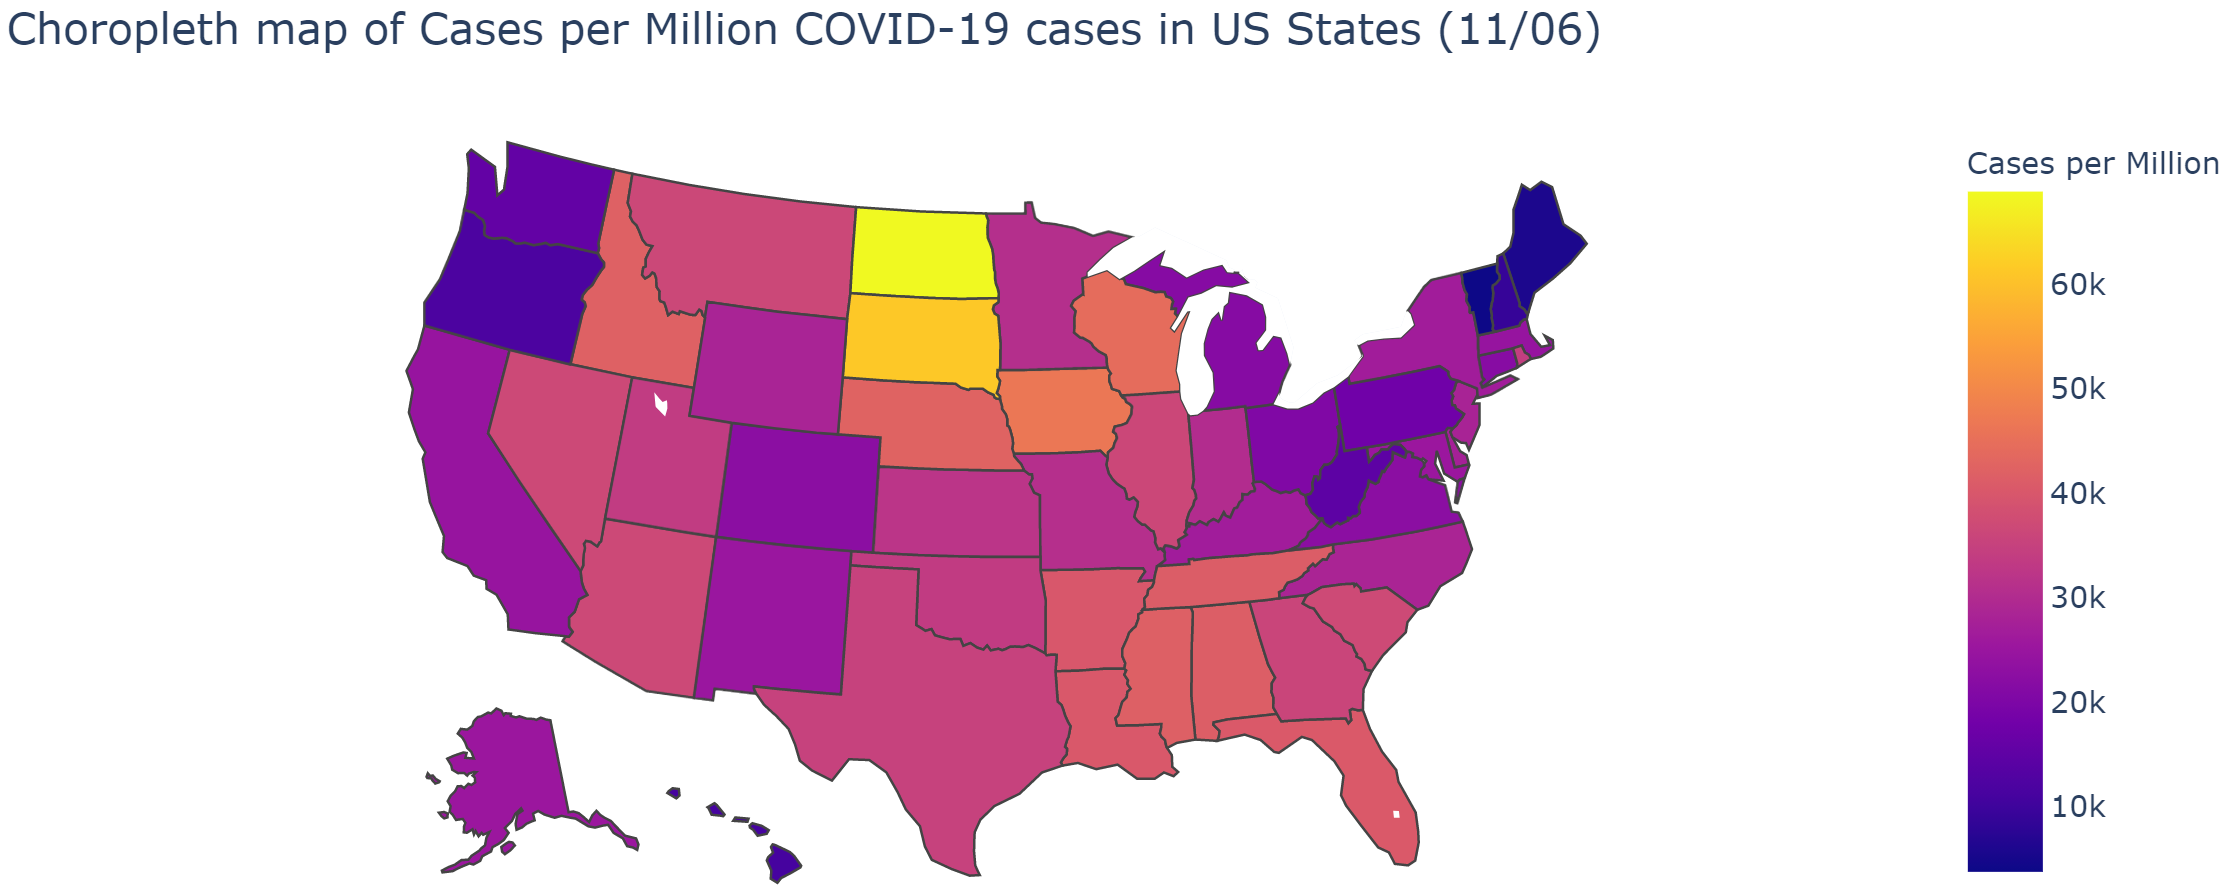 Choropleth map of Cases per Million COVID-19 cases in US States (11/06)
Cases per Million
60k
50k
40k
30k
20k
10k